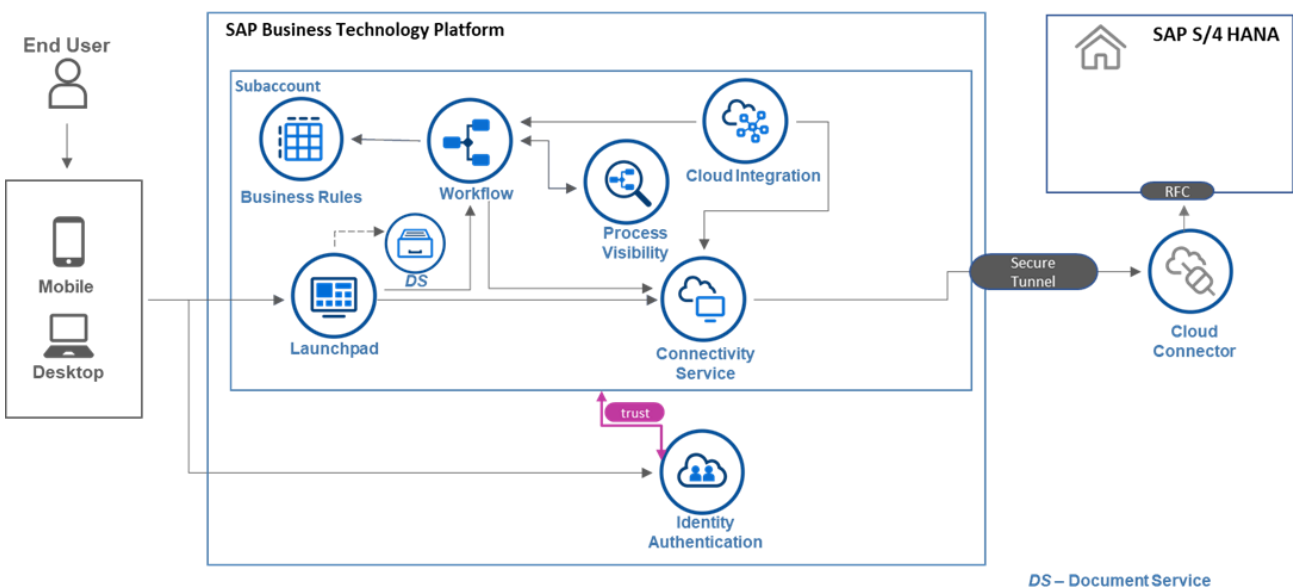 SAP Business Technology Platform
SAP S/4 HANA
End User
Subaccount
Business Rules
Workflow
Cloud Integration
Process
Visibility
DS
RFC
Mobile
Desktop
Launchpad
Connectivity
Service
Secure
Tunnel
Cloud
Connector
trust
Identity
Authentication
DS – Document Service